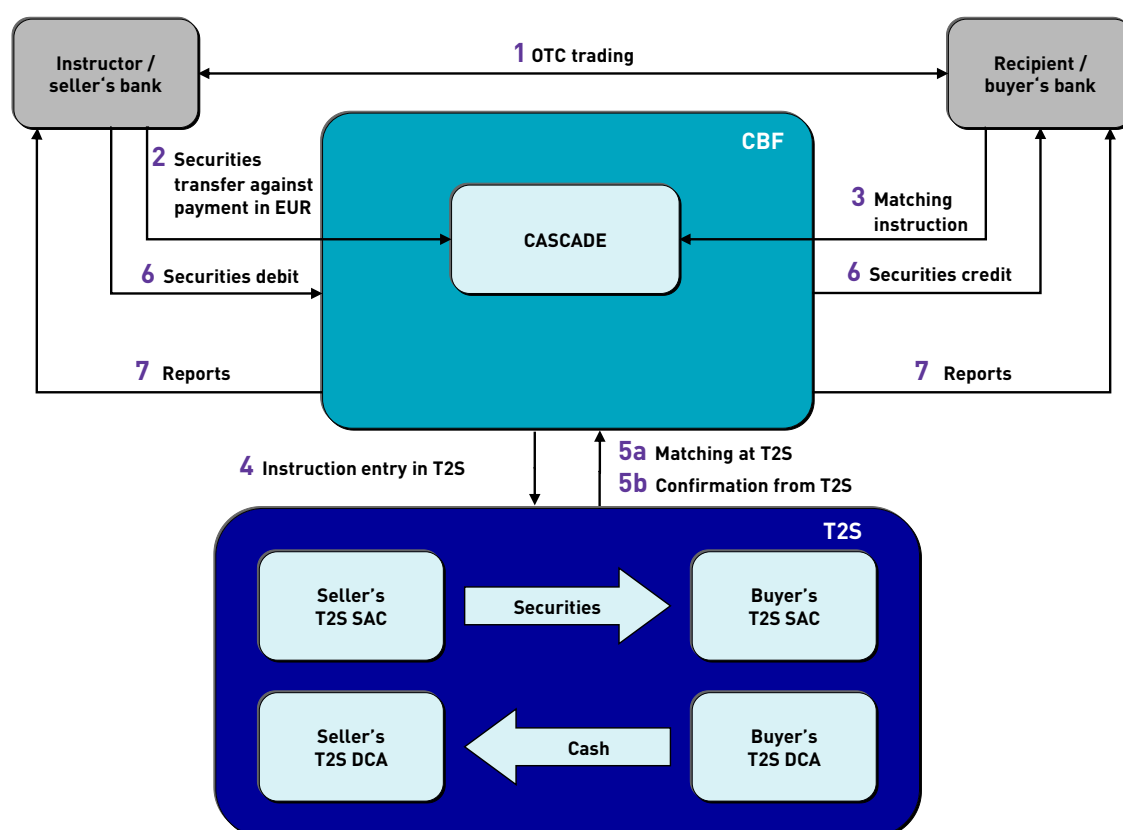 1 OTC trading
Instructor /
seller's bank
Recipient /
buyer's bank
CBF
2 Securities
transfer against
payment in EUR
3 Matching
instruction
CASCADE
6 Securities debit
6 Securities credit
7 Reports
7 Reports
4 Instruction entry in T2S
5a Matching at T2S
5b Confirmation from T2S
T2S
Seller's
T2S SAC
Securities
Buyer's
T2S SAC
Seller's
T2S DCA
Cash
Buyer's
T2S DCA